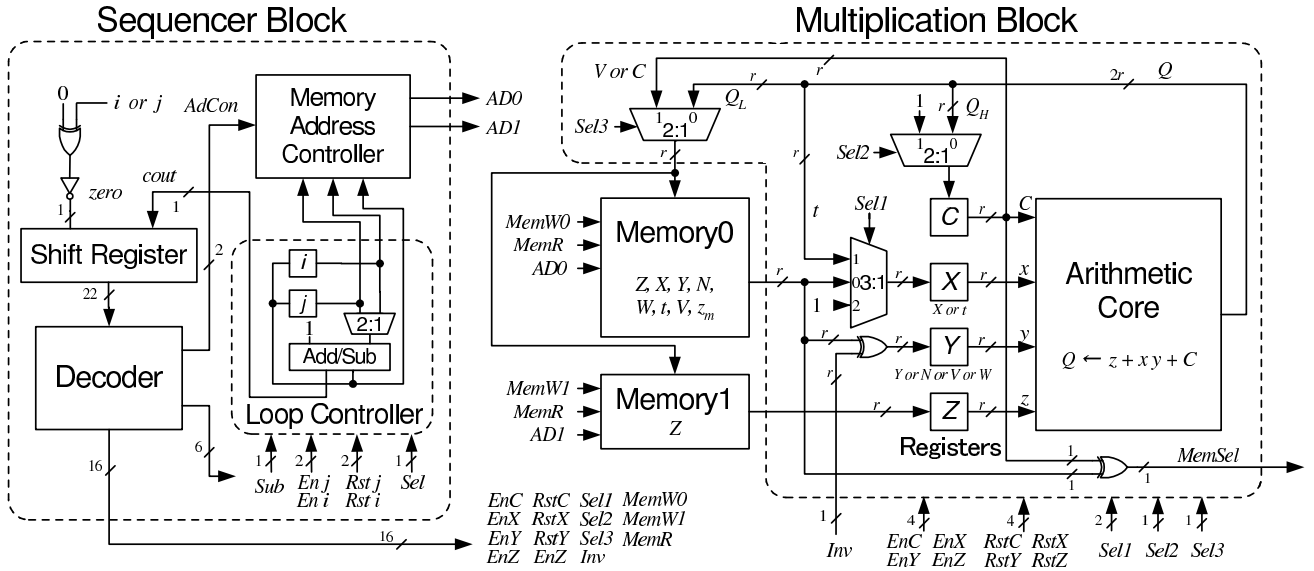 Sequencer Block
Multiplication Block
0
i or j
AdCon
Memory
Address
Controller
AD0
AD1
zero
1
cout
1
Shift Register
22
2
i
j
1
2:1
Add/Sub
Loop Controller
Decoder
16
6
1
2
2
1
Sub
En j
En i
Rst j
Rst i
Sel
16
EnC RstC Sel1 MemW0
EnX RstX Sel2 MemW1
EnY RstY Sel3 MemR
EnZ EnZ Inv
V or C
r
r
2r
Q
Q_L
Sel3
1 2:1 0
r
1
r
Q_H
Sel2
1 2:1 0
r
t
Sel1
C
r
C
MemW0
MemR
AD0
Memory0
Z, X, Y, N,
W, t, V, z_m
r
1
0 3:1
1
2
r
X
r
x
X or t
r
r
Y
r
y
Y or N or V or W
r
MemW1
MemR
AD1
Memory1
Z
r
Z
r
z
Registers
Arithmetic
Core
Q ← z + x y + C
1
1
1
MemSel
1
Inv
4
EnC EnX
EnY EnZ
4
RstC RstX
RstY RstZ
2
Sel1
1
Sel2
1
Sel3